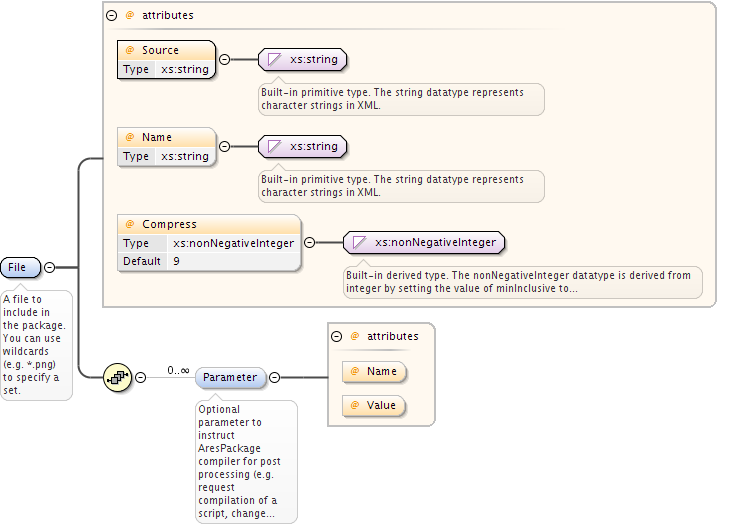 @ attributes
@ Source
Type xs:string
xs:string
Built-in primitive type. The string datatype represents
character strings in XML.
@ Name
Type xs:string
xs:string
Built-in primitive type. The string datatype represents
character strings in XML.
@ Compress
Type xs:nonNegativeInteger
Default 9
xs:nonNegativeInteger
Built-in derived type. The nonNegativeInteger datatype is derived from
integer by setting the value of minInclusive to...
File
A file to
include in
the package.
You can use
wildcards
(e.g. *.png)
to specify a
set.
0..∞
Parameter
Optional
parameter to
instruct
AresPackage
compiler for post
processing (e.g.
request
compilation of a
script, change...
@ attributes
@ Name
@ Value